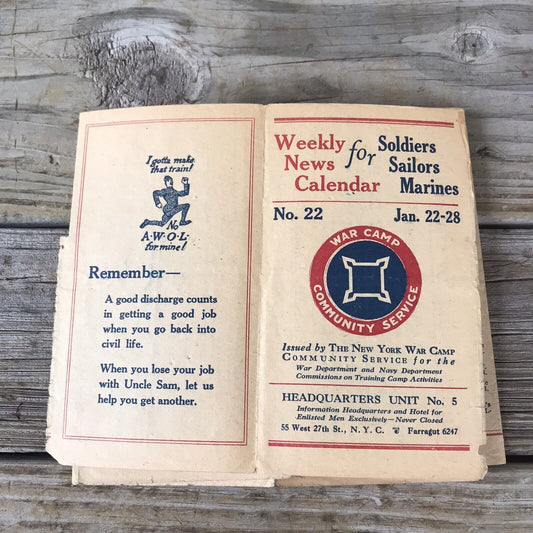 I gotta make
that train!
No
A·W·O·L·
for mine!
Remember—
A good discharge counts
in getting a good job
when you go back into
civil life.
When you lose your job
with Uncle Sam, let us
help you get another.
Weekly
News
Calendar
for
Soldiers
Sailors
Marines
No. 22
Jan. 22-28
WAR CAMP
COMMUNITY SERVICE
Issued by THE NEW YORK WAR CAMP
COMMUNITY SERVICE for the
War Department and Navy Department
Commissions on Training Camp Activities
HEADQUARTERS UNIT No. 5
Information Headquarters and Hotel for
Enlisted Men Exclusively—Never Closed
55 West 27th St., N.Y.C. Farragut 6247